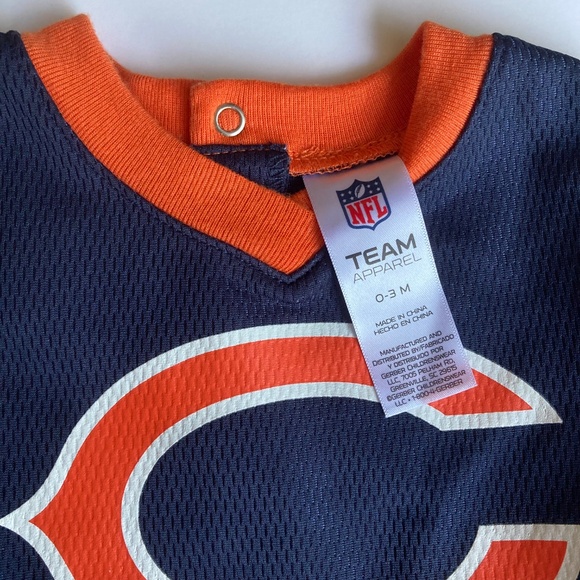 NFL
TEAM
APPAREL
0-3 M
MADE IN CHINA
HECHO EN CHINA
MANUFACTURED AND
DISTRIBUTED BY/FABRICADO
Y DISTRIBUIDO POR
GERBER CHILDRENSWEAR
LLC, 7005 PELHAM RD,
GREENVILLE, SC 29615
©GERBER CHILDRENSWEAR
LLC • 1-800-4-GERBER